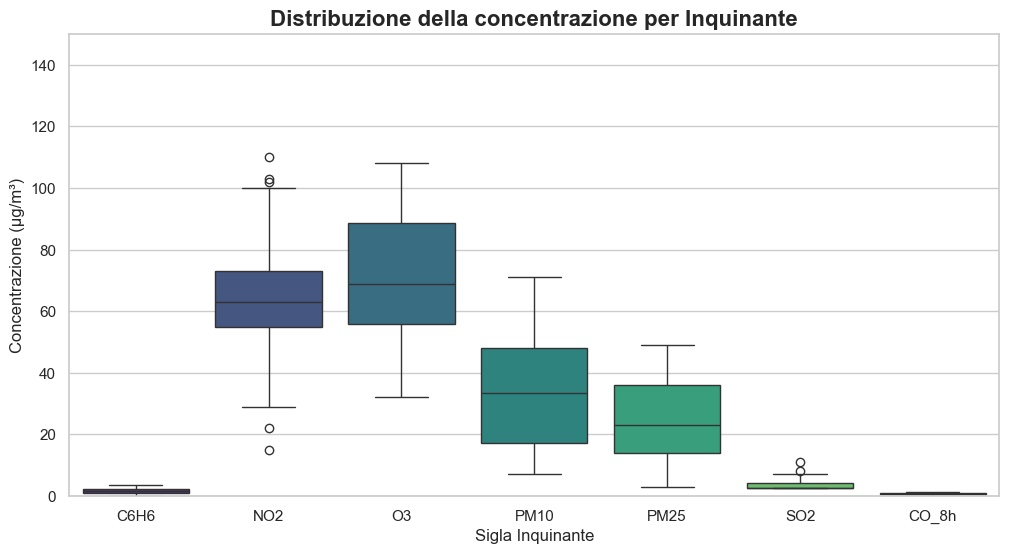 Distribuzione della concentrazione per Inquinante
Concentrazione (µg/m³)
140
120
100
80
60
40
20
0
C6H6 NO2 O3 PM10 PM25 SO2 CO_8h
Sigla Inquinante